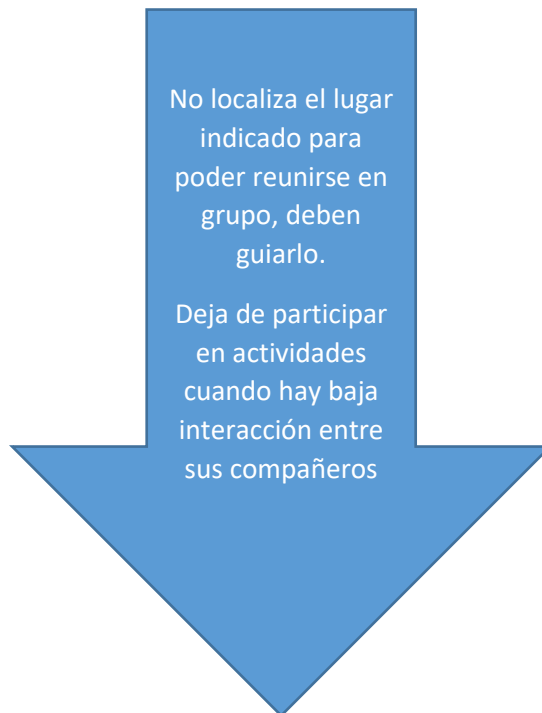 No localiza el lugar
indicado para
poder reunirse en
grupo, deben
guiarlo.
Deja de participar
en actividades
cuando hay baja
interacción entre
sus compañeros